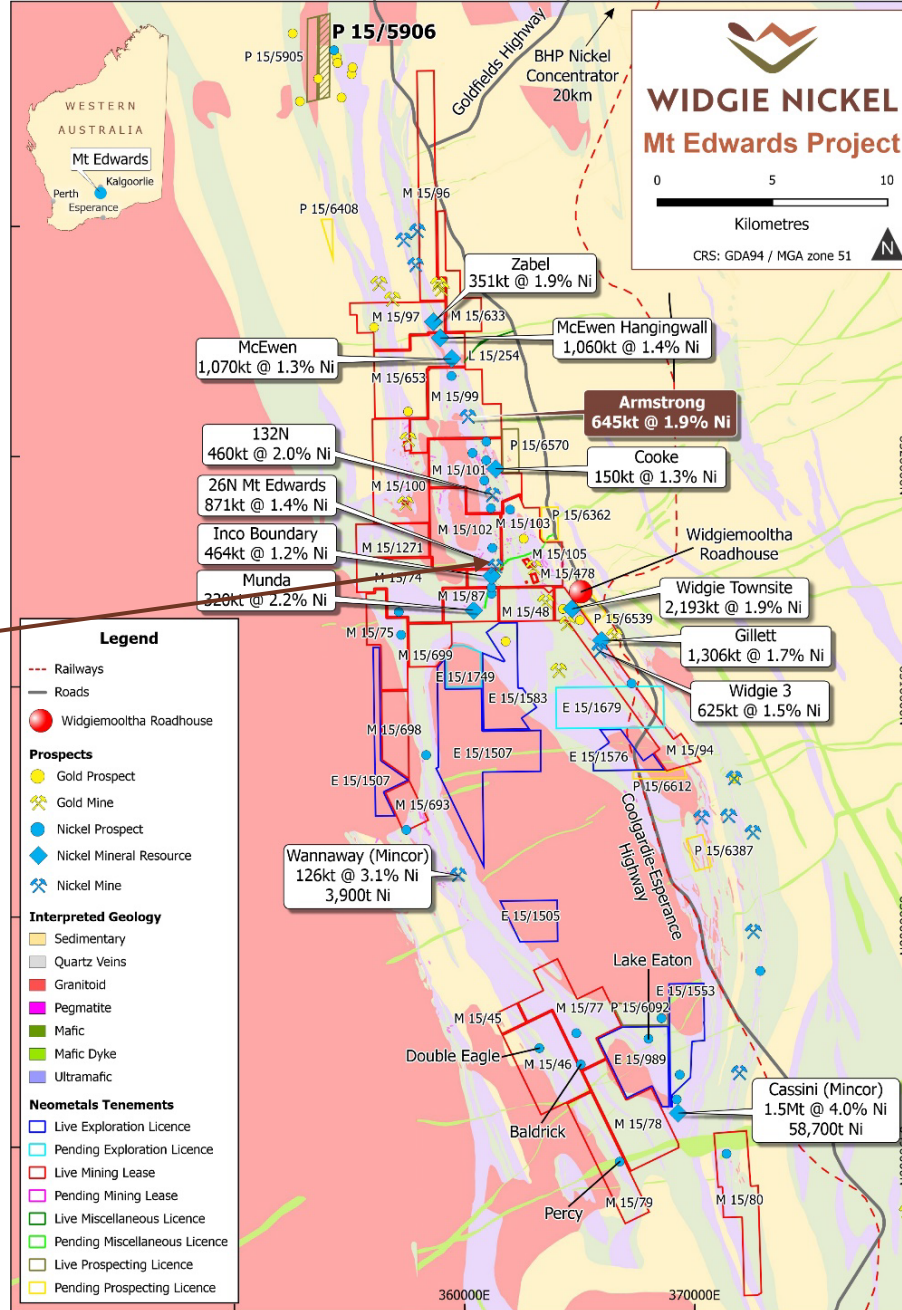 P 15/5906
P 15/5905
Goldfields Highway
BHP Nickel
Concentrator
20km
WIDGIE NICKEL
Mt Edwards Project
0
5
10
Kilometres
CRS: GDA94 / MGA zone 51
N
WESTERN
AUSTRALIA
Mt Edwards
Kalgoorlie
Perth
Esperance
M 15/96
P 15/6408
Zabel
351kt @ 1.9% Ni
M 15/97
M 15/633
McEwen Hangingwall
1,060kt @ 1.4% Ni
McEwen
1,070kt @ 1.3% Ni
L 15/254
M 15/653
M 15/99
Armstrong
645kt @ 1.9% Ni
132N
460kt @ 2.0% Ni
P 15/6570
Cooke
150kt @ 1.3% Ni
M 15/101
26N Mt Edwards
871kt @ 1.4% Ni
M 15/100
M 15/102
M 15/103
P 15/6362
Inco Boundary
464kt @ 1.2% Ni
M 15/1271
M 15/105
Widgiemooltha
Roadhouse
M 15/74
M 15/478
Munda
320kt @ 2.2% Ni
M 15/87
M 15/48
Widgie Townsite
2,193kt @ 1.9% Ni
P 15/6539
M 15/75
M 15/699
Gillett
1,306kt @ 1.7% Ni
E 15/1749
E 15/1583
Widgie 3
625kt @ 1.5% Ni
E 15/1679
M 15/698
E 15/1507
E 15/1576
M 15/94
E 15/1507
P 15/6612
M 15/693
Coolgardie-Esperance
Highway
P 15/6387
Wannaway (Mincor)
126kt @ 3.1% Ni
3,900t Ni
E 15/1505
Lake Eaton
E 15/1553
M 15/45
M 15/77
P 15/6092
Double Eagle
M 15/46
E 15/989
Cassini (Mincor)
1.5Mt @ 4.0% Ni
58,700t Ni
Baldrick
M 15/78
Percy
M 15/79
M 15/80
360000E
370000E
Legend
Railways
Roads
Widgiemooltha Roadhouse
Prospects
Gold Prospect
Gold Mine
Nickel Prospect
Nickel Mineral Resource
Nickel Mine
Interpreted Geology
Sedimentary
Quartz Veins
Granitoid
Pegmatite
Mafic
Mafic Dyke
Ultramafic
Neometals Tenements
Live Exploration Licence
Pending Exploration Licence
Live Mining Lease
Pending Mining Lease
Live Miscellaneous Licence
Pending Miscellaneous Licence
Live Prospecting Licence
Pending Prospecting Licence